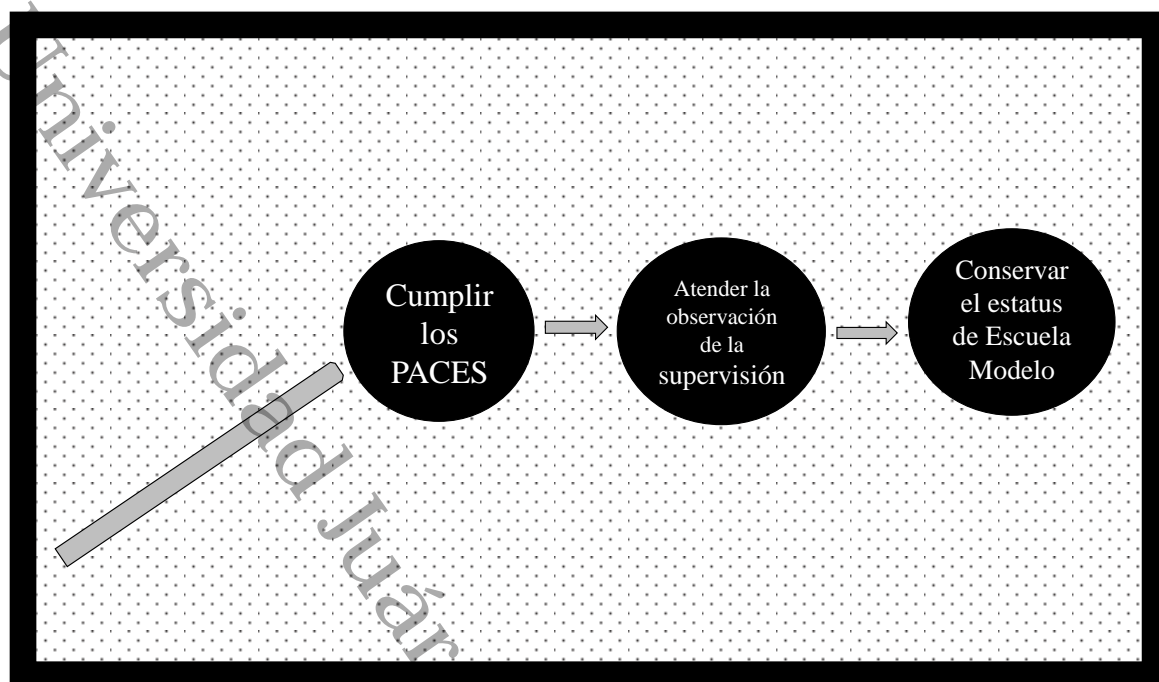 Universidad Juár
Cumplir
los
PACES
Atender la
observación
de la
supervisión
Conservar
el estatus
de Escuela
Modelo